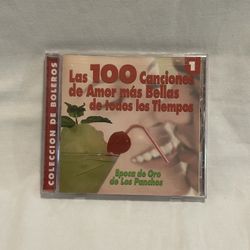 COLECCION DE BOLEROS
1
Las 100 Canciones
de Amor más Bellas
de todos los Tiempos
Epoca de Oro
de Los Panchos